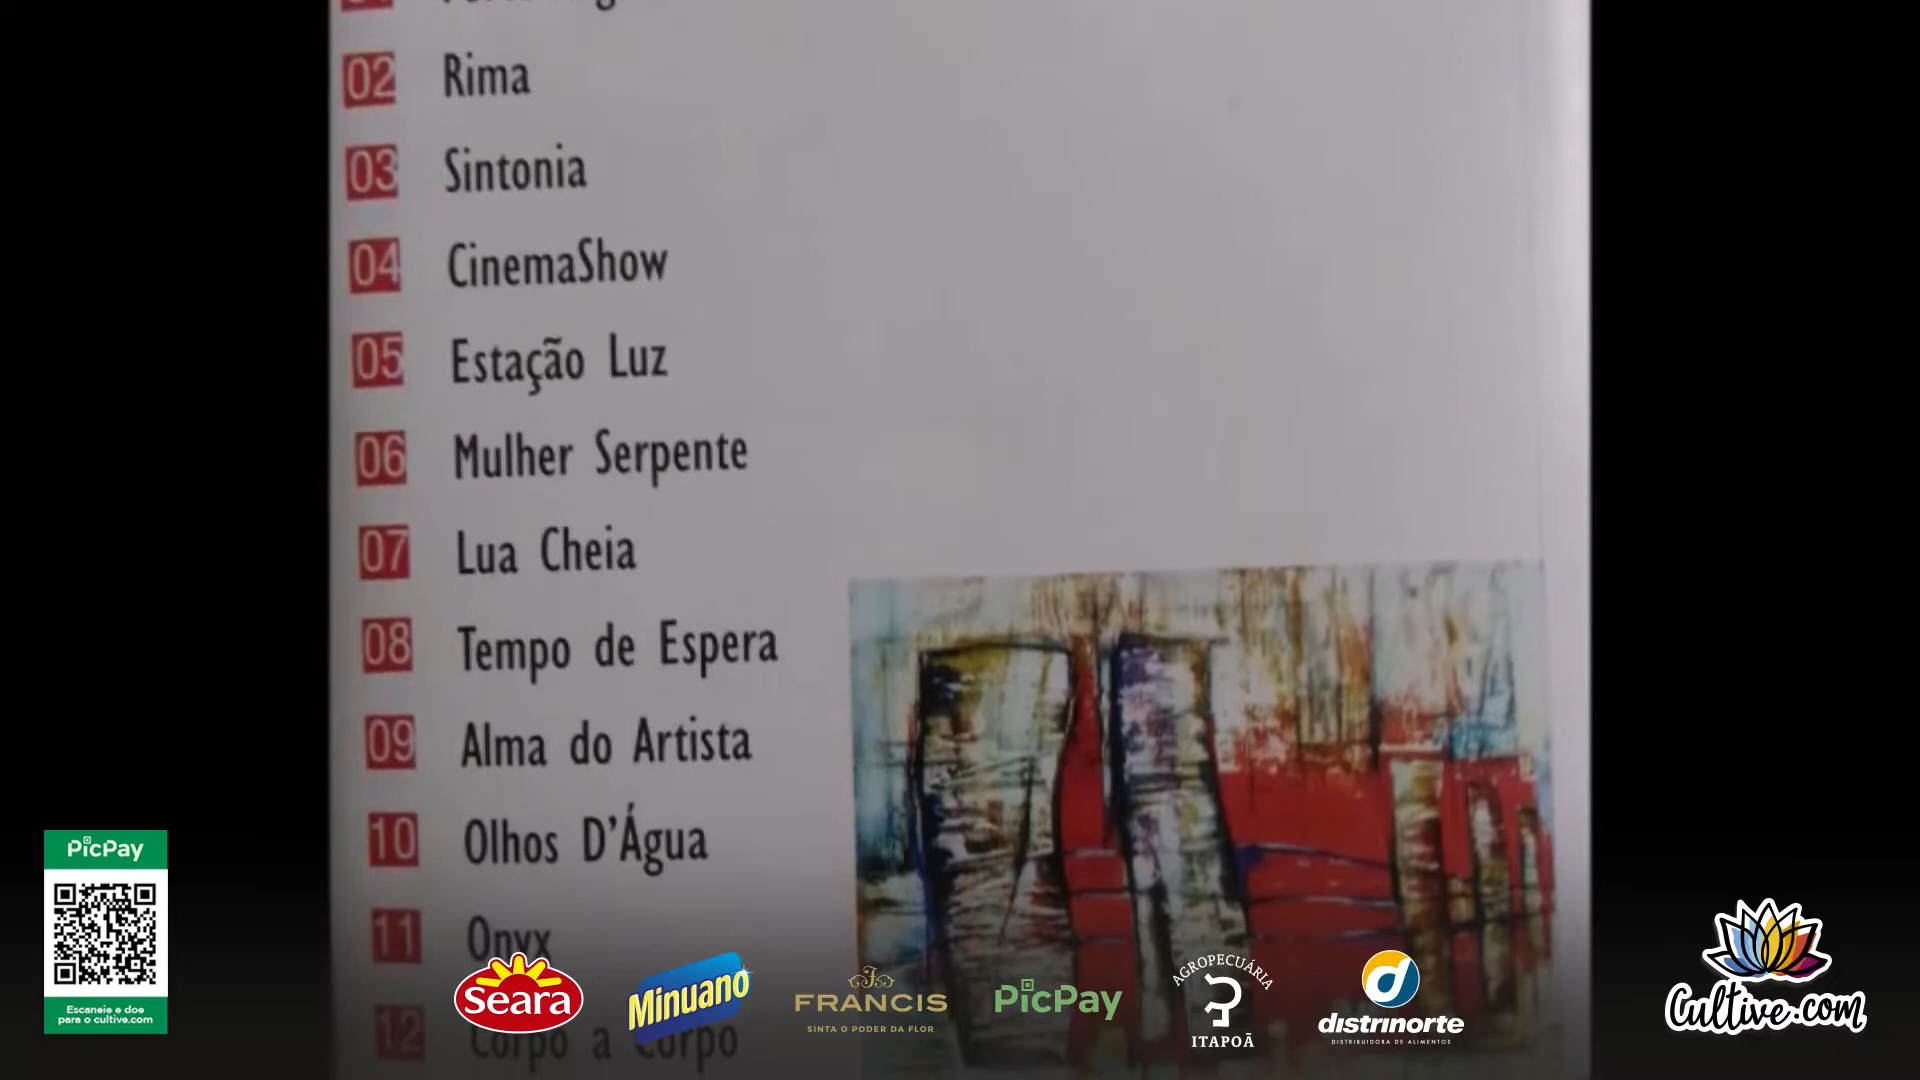 02 Rima
03 Sintonia
04 CinemaShow
05 Estação Luz
06 Mulher Serpente
07 Lua Cheia
08 Tempo de Espera
09 Alma do Artista
10 Olhos D'Água
11 Onyx
12 Corpo a Corpo
PicPay
Escaneie e doe
para o cultive.com
Seara
Minuano
FRANCIS
SINTA O PODER DA FLOR
PicPay
AGROPECUÁRIA
ITAPOÃ
distrinorte
DISTRIBUIDORA DE ALIMENTOS
Cultive.com